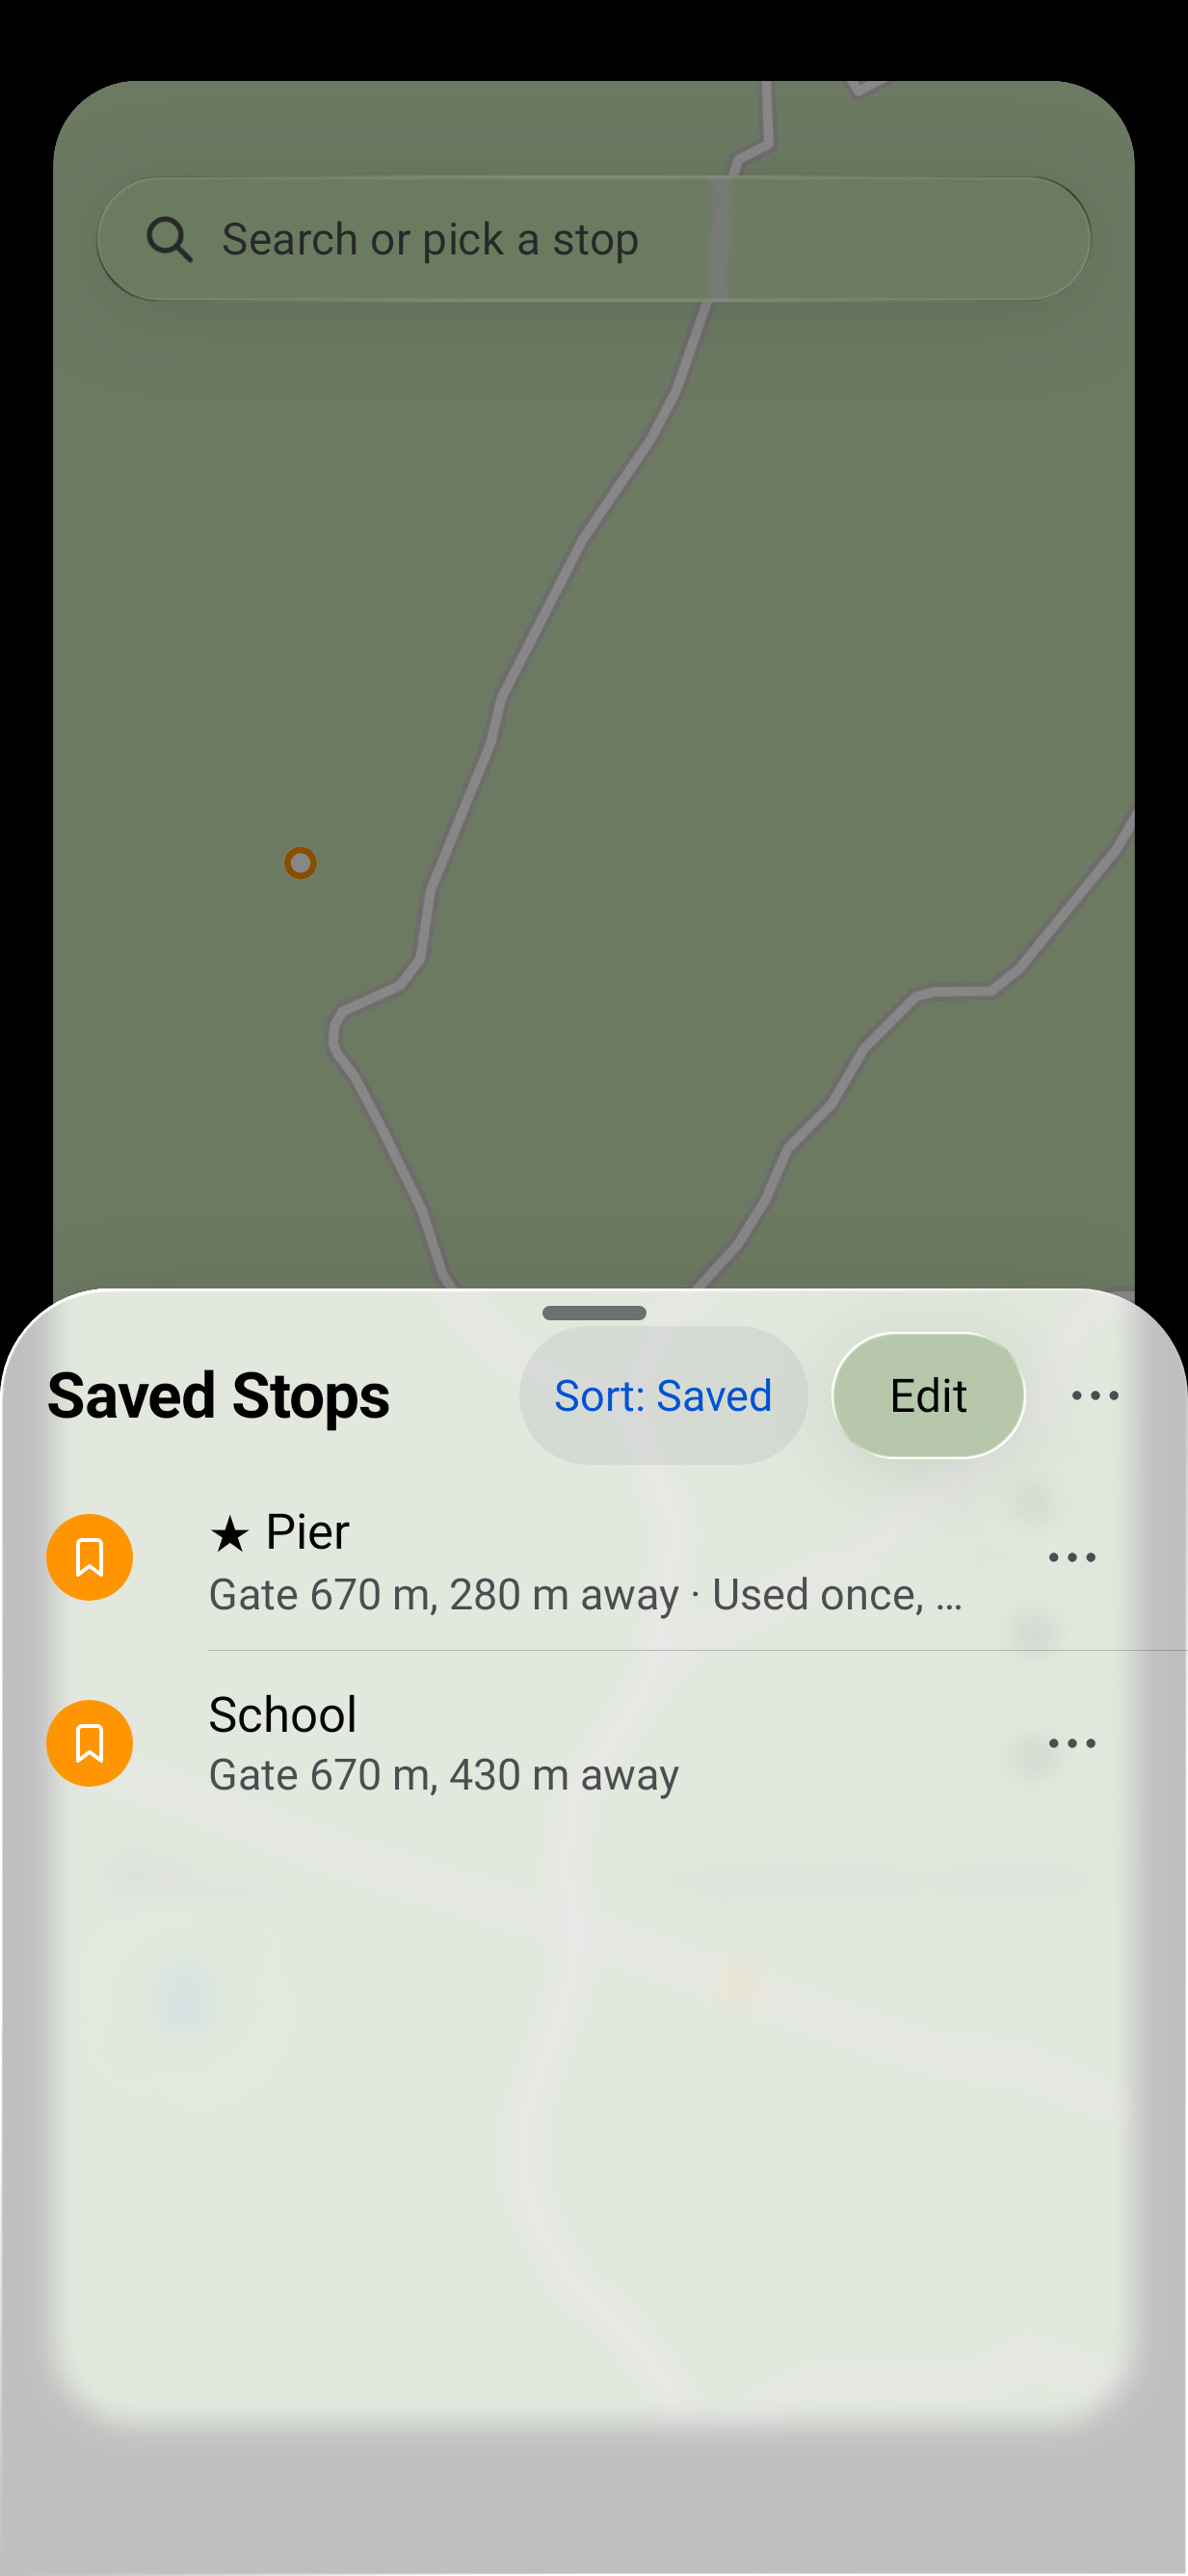 Search or pick a stop
Saved Stops
Sort: Saved
Edit
★ Pier
Gate 670 m, 280 m away · Used once, …
School
Gate 670 m, 430 m away